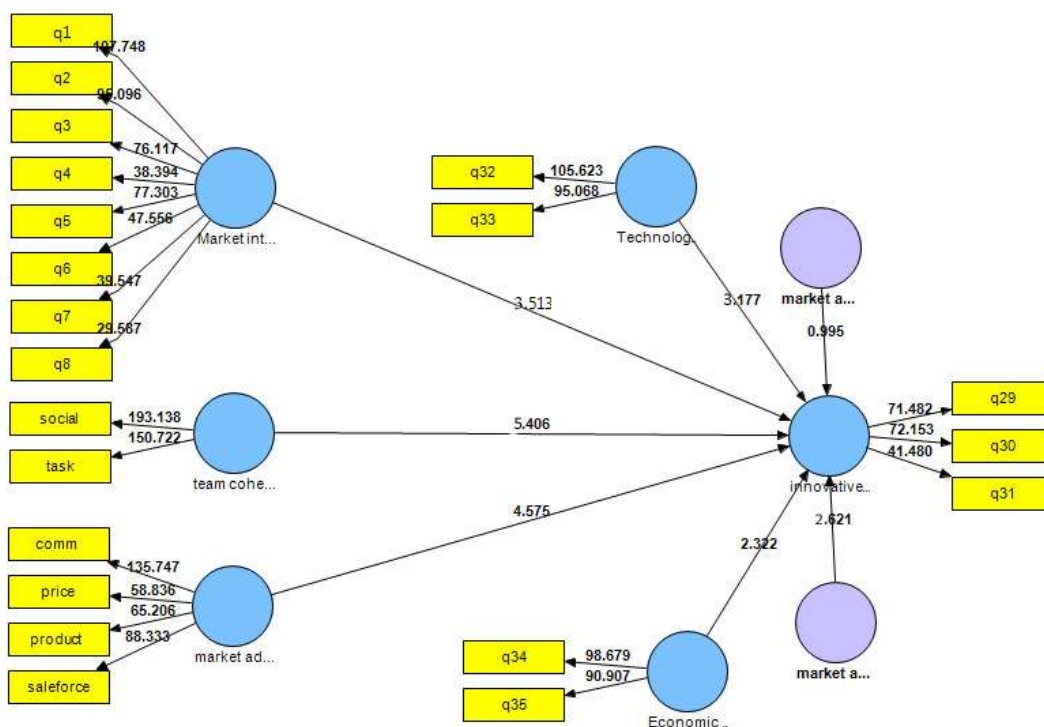 q1
107.748
q2
q3
76.117
q4
38.394
q5
77.303
47.556
q6
39.547
q7
29.587
q8
Market int...
q32
105.623
q33
95.068
Technolog..
market a...
3.513
3.177
0.995
social
193.138
task
150.722
team cohe...
5.406
q29
71.482
q30
72.153
q31
41.480
innovative..
comm
135.747
price
58.836
product
65.206
saleforce
88.333
market ad...
4.575
2.322
2.621
q34
98.679
q35
90.907
Economic ..
market a...